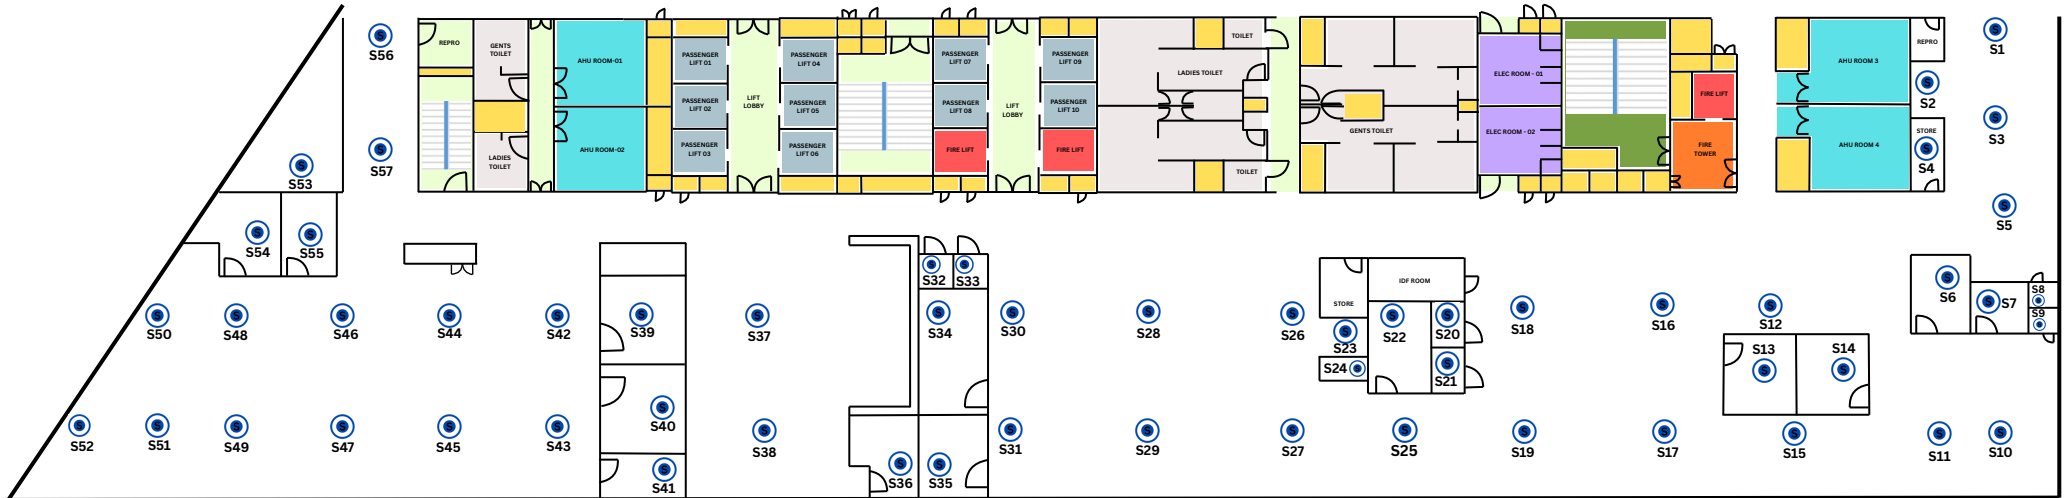 S56
REPRO
GENTS
TOILET
AHU ROOM-01
PASSENGER
LIFT 01
PASSENGER
LIFT 04
PASSENGER
LIFT 07
PASSENGER
LIFT 09
TOILET
LADIES TOILET
ELEC ROOM - 01
FIRE LIFT
AHU ROOM 3
REPRO
S1
S2
PASSENGER
LIFT 02
LIFT
LOBBY
PASSENGER
LIFT 05
PASSENGER
LIFT 08
LIFT
LOBBY
PASSENGER
LIFT 10
GENTS TOILET
ELEC ROOM - 02
S3
STORE
S4
S57
LADIES
TOILET
AHU ROOM-02
PASSENGER
LIFT 03
PASSENGER
LIFT 06
FIRE LIFT
FIRE LIFT
TOILET
FIRE
TOWER
AHU ROOM 4
S53
S5
S54
S55
S32
S33
STORE
IDF ROOM
S6
S7
S8
S9
S50
S48
S46
S44
S42
S39
S37
S34
S30
S28
S26
S23
S22
S20
S18
S16
S12
S24
S21
S13
S14
S52
S51
S49
S47
S45
S43
S40
S38
S31
S29
S27
S25
S19
S17
S15
S11
S10
S41
S36
S35